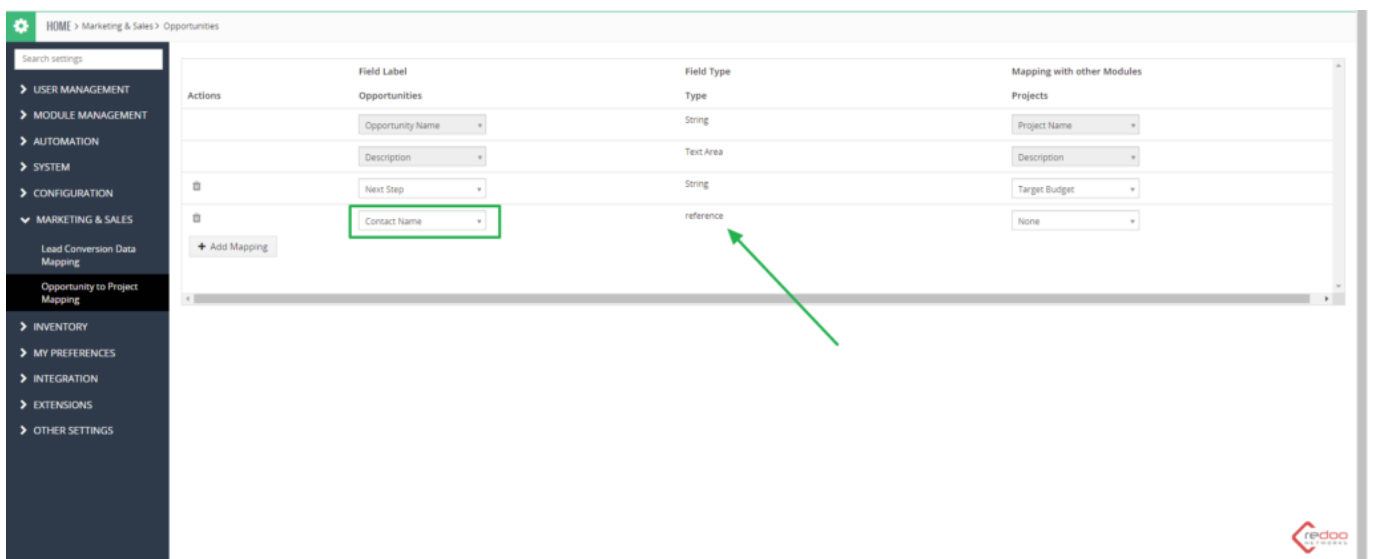 HOME > Marketing & Sales > Opportunities
Search settings
USER MANAGEMENT
MODULE MANAGEMENT
AUTOMATION
SYSTEM
CONFIGURATION
MARKETING & SALES
Lead Conversion Data
Mapping
Opportunity to Project
Mapping
INVENTORY
MY PREFERENCES
INTEGRATION
EXTENSIONS
OTHER SETTINGS
Field Label Field Type Mapping with other Modules
Actions Opportunities Type Projects
Opportunity Name String Project Name
Description Text Area Description
Next Step String Target Budget
Contact Name reference None
+ Add Mapping
redoo
NETWORKS